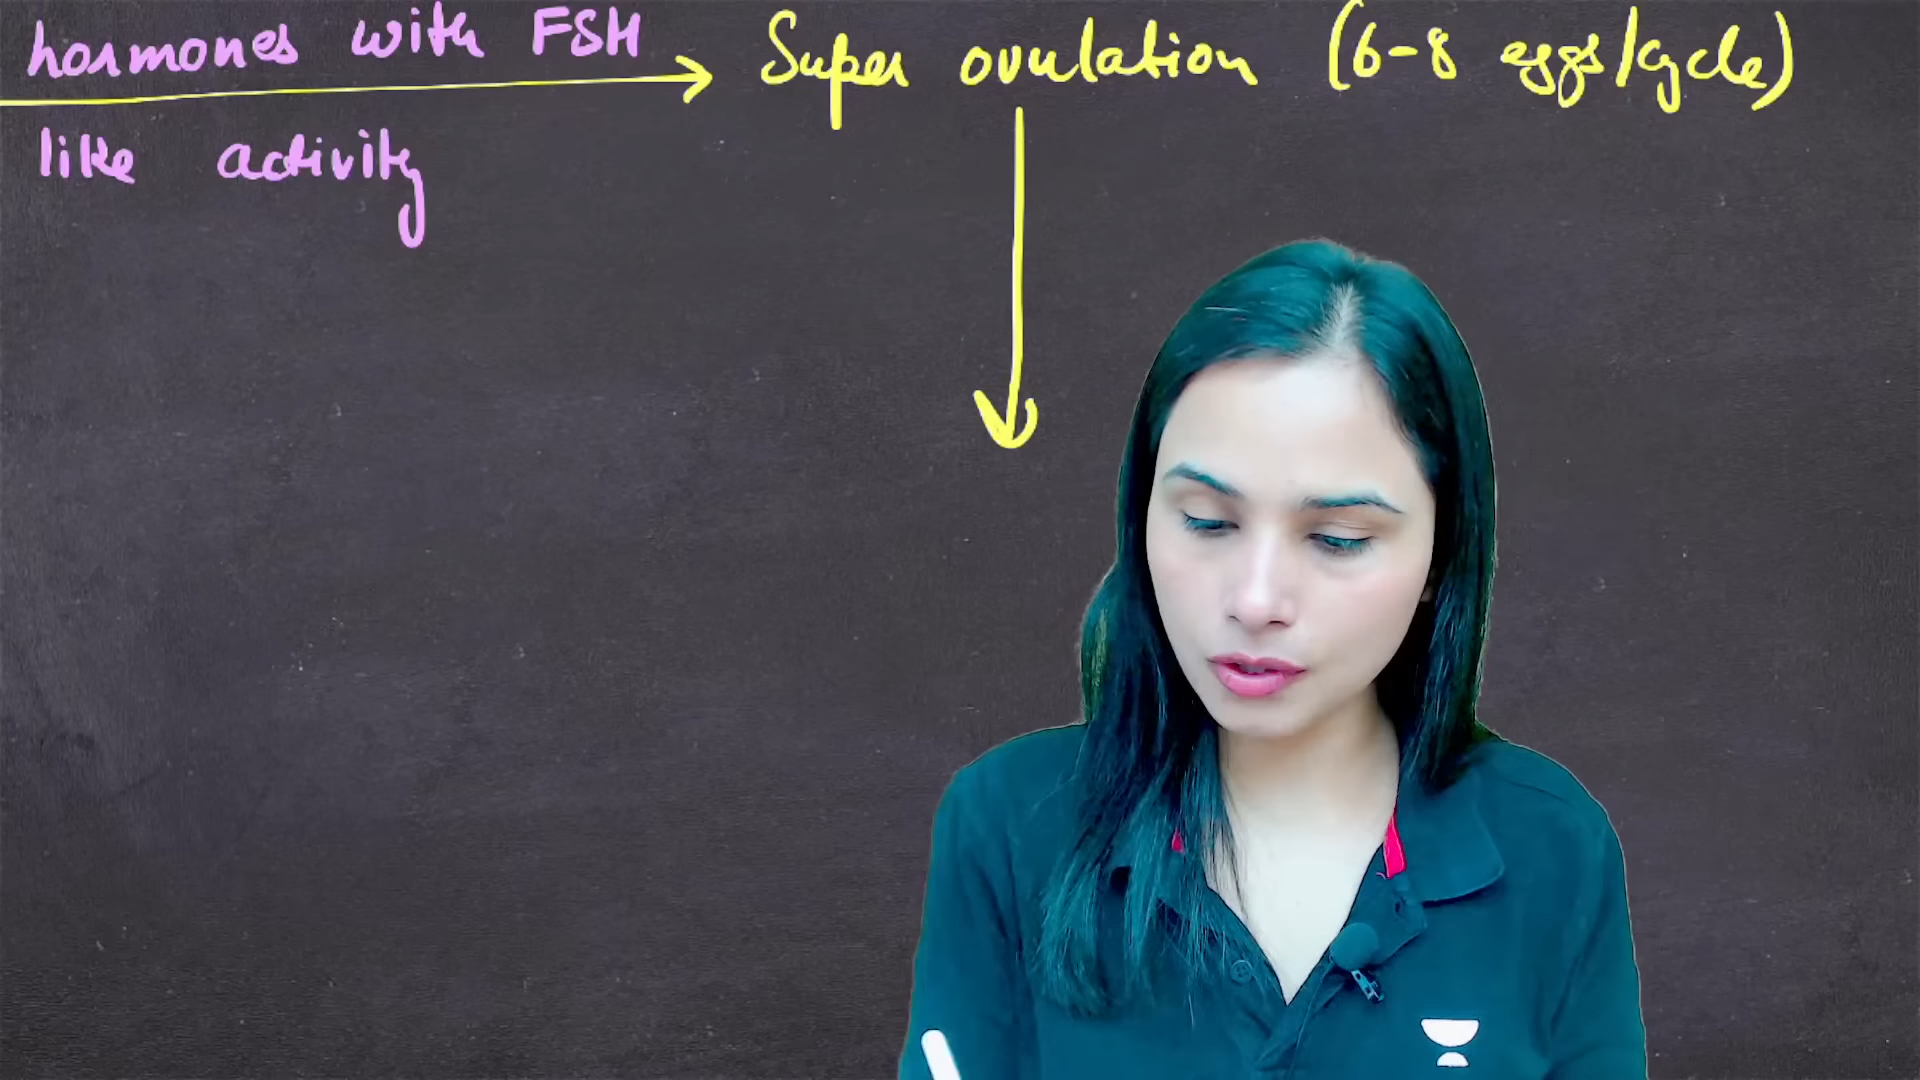 hormones with FSH
like activity
Super ovulation (6-8 eggs/cycle)